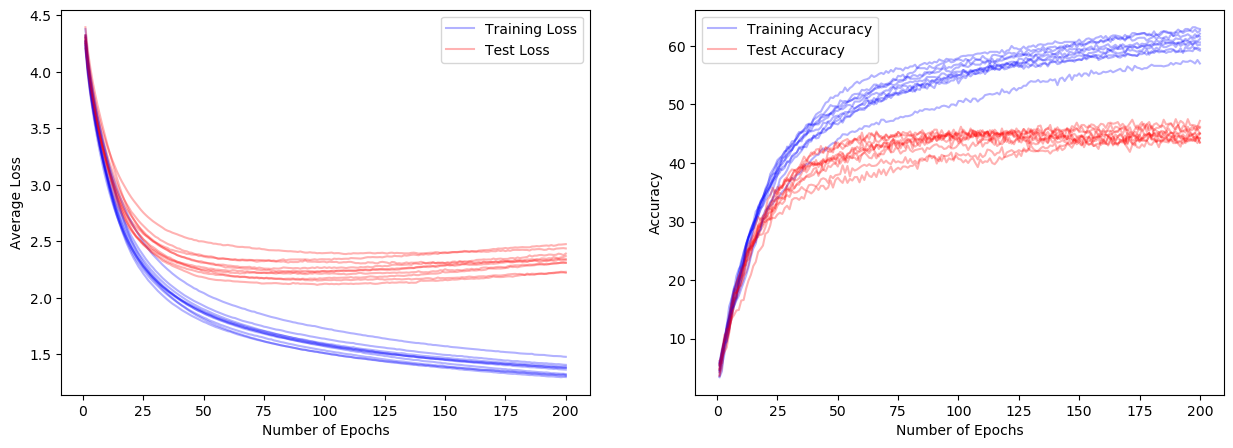 4.5
4.0
3.5
3.0
2.5
2.0
1.5
Average Loss
Training Loss
Test Loss
0 25 50 75 100 125 150 175 200
Number of Epochs
60
50
40
30
20
10
Accuracy
Training Accuracy
Test Accuracy
0 25 50 75 100 125 150 175 200
Number of Epochs